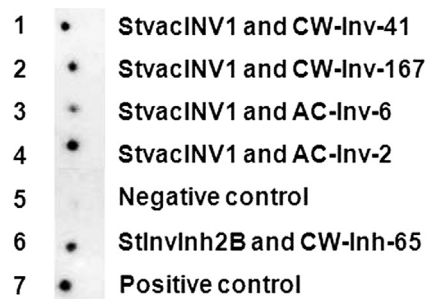 1 StvacINV1 and CW-Inv-41
2 StvacINV1 and CW-Inv-167
3 StvacINV1 and AC-Inv-6
4 StvacINV1 and AC-Inv-2
5 Negative control
6 StInvInh2B and CW-Inh-65
7 Positive control